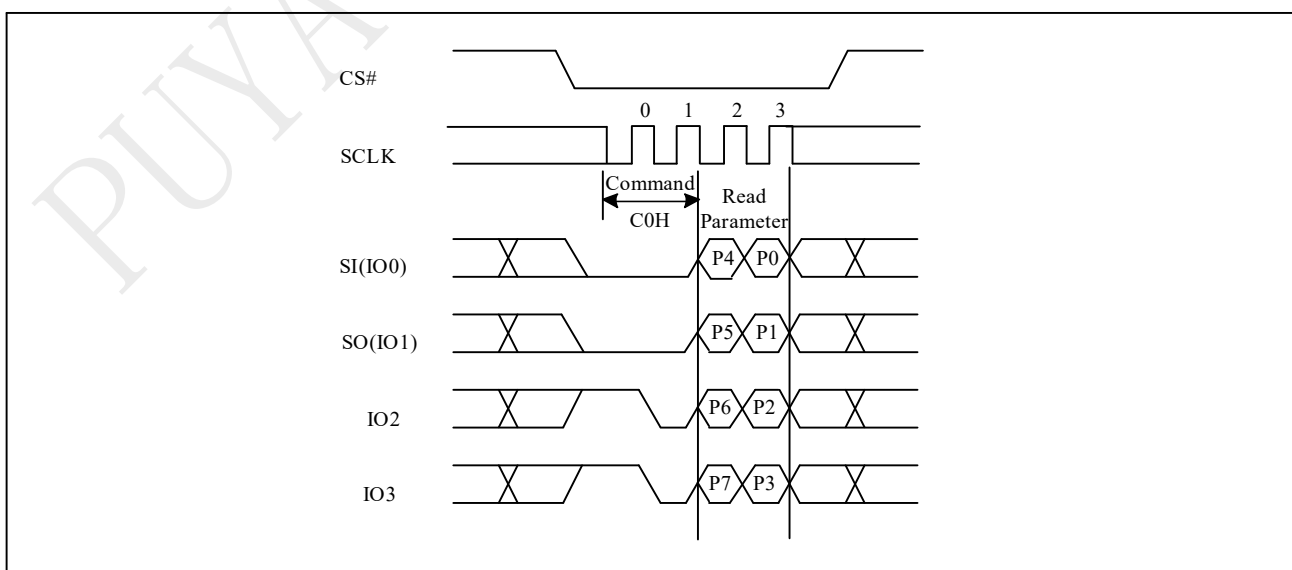 PUYA
CS#
0 1 2 3
SCLK
Command Read
C0H Parameter
SI(IO0) P4 P0
SO(IO1) P5 P1
IO2 P6 P2
IO3 P7 P3